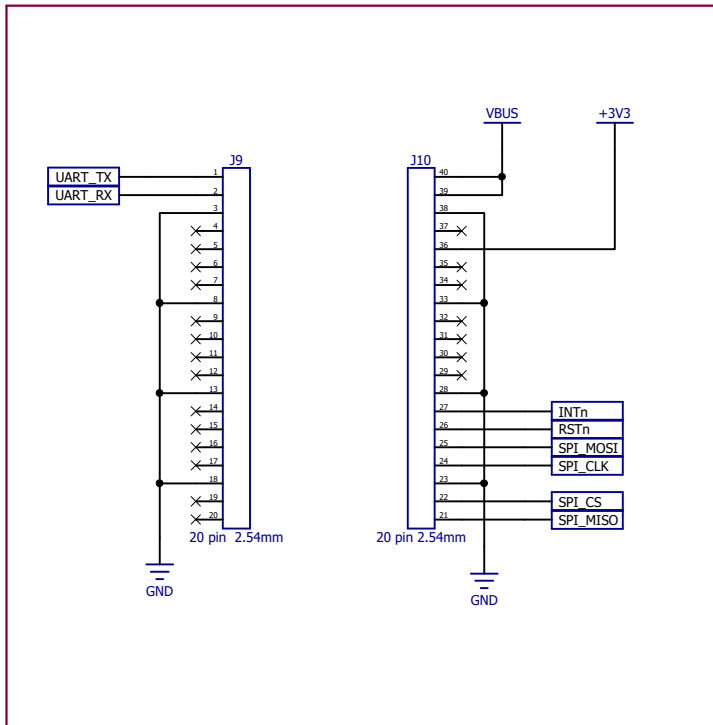 VBUS
+3V3
J9
J10
UART_TX
1
40
UART_RX
2
39
3
38
4
37
5
36
6
35
7
34
8
33
9
32
10
31
11
30
12
29
13
28
14
27
INTn
15
26
RSTn
16
25
SPI_MOSI
17
24
SPI_CLK
18
23
19
22
SPI_CS
20
21
SPI_MISO
20 pin 2.54mm
20 pin 2.54mm
GND
GND